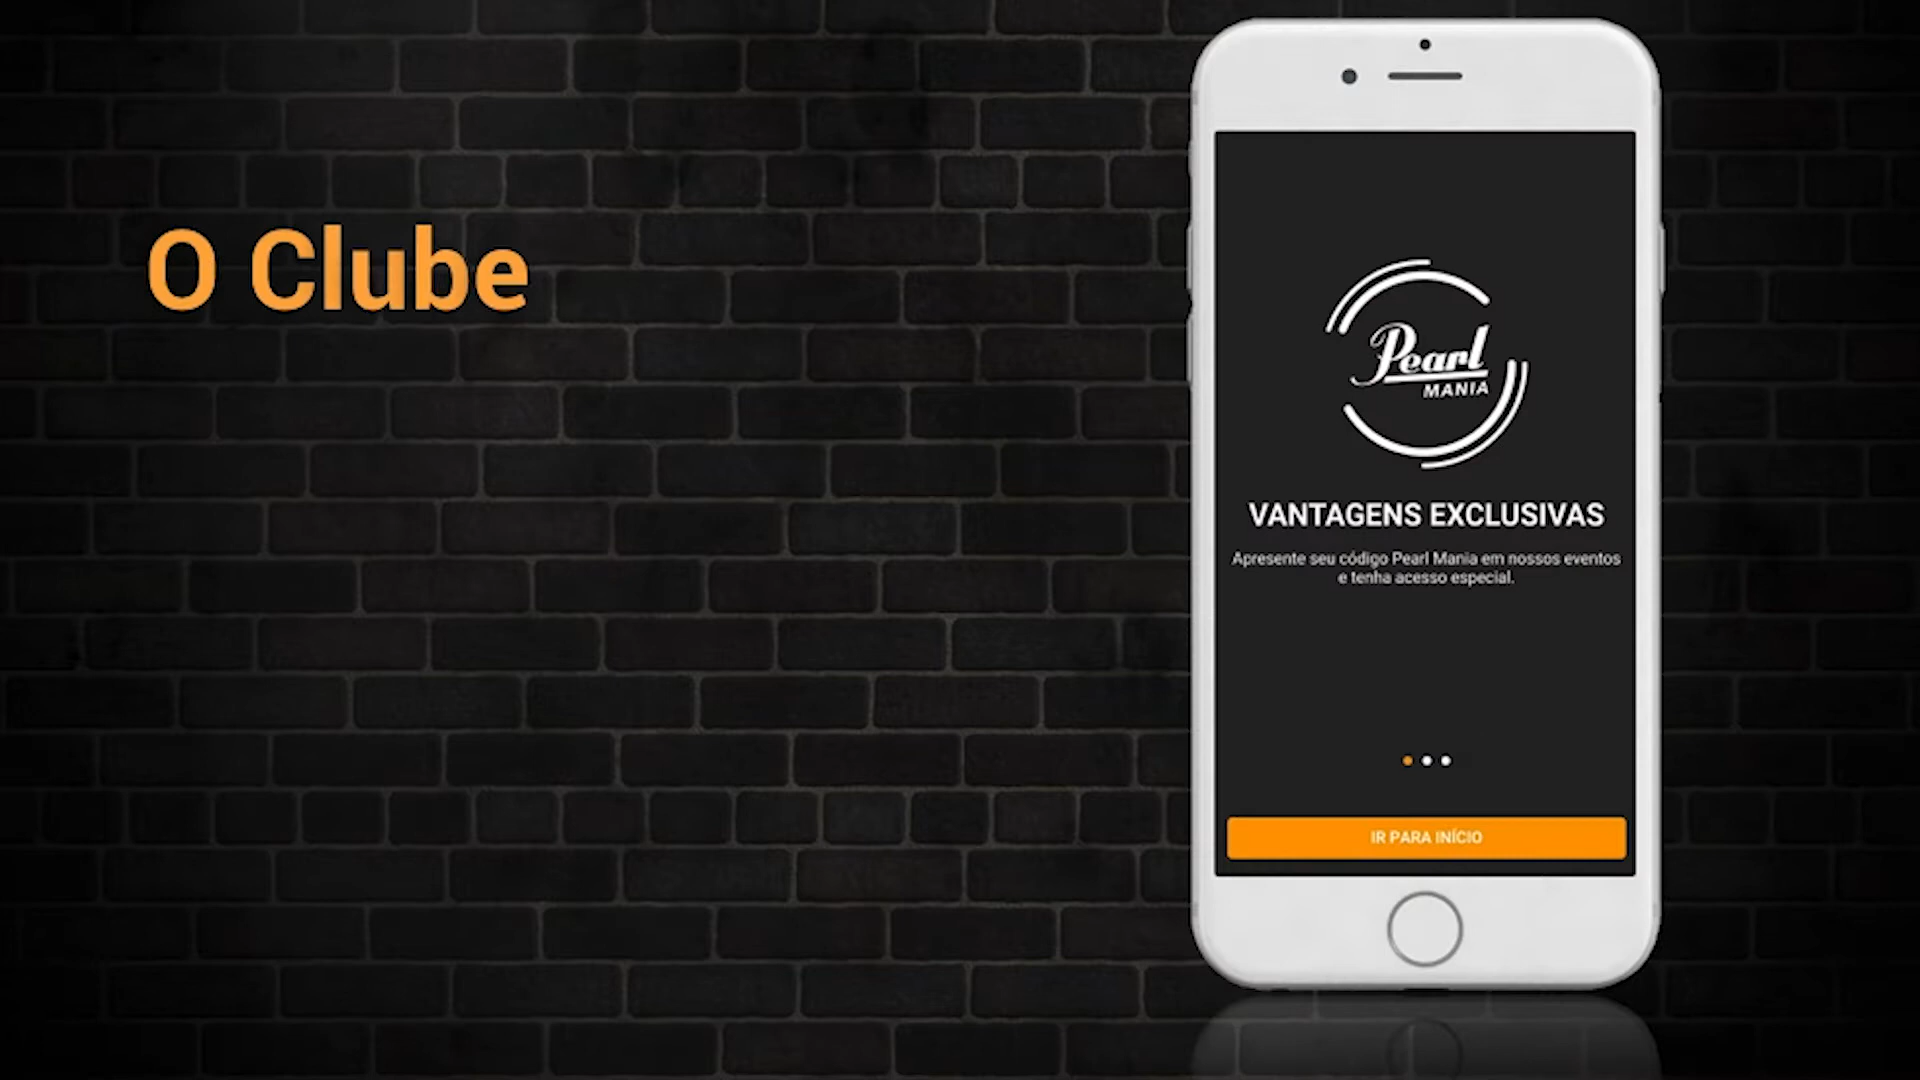 O Clube
Pearl
MANIA
VANTAGENS EXCLUSIVAS
Apresente seu código Pearl Mania em nossos eventos
e tenha acesso especial.
IR PARA INÍCIO